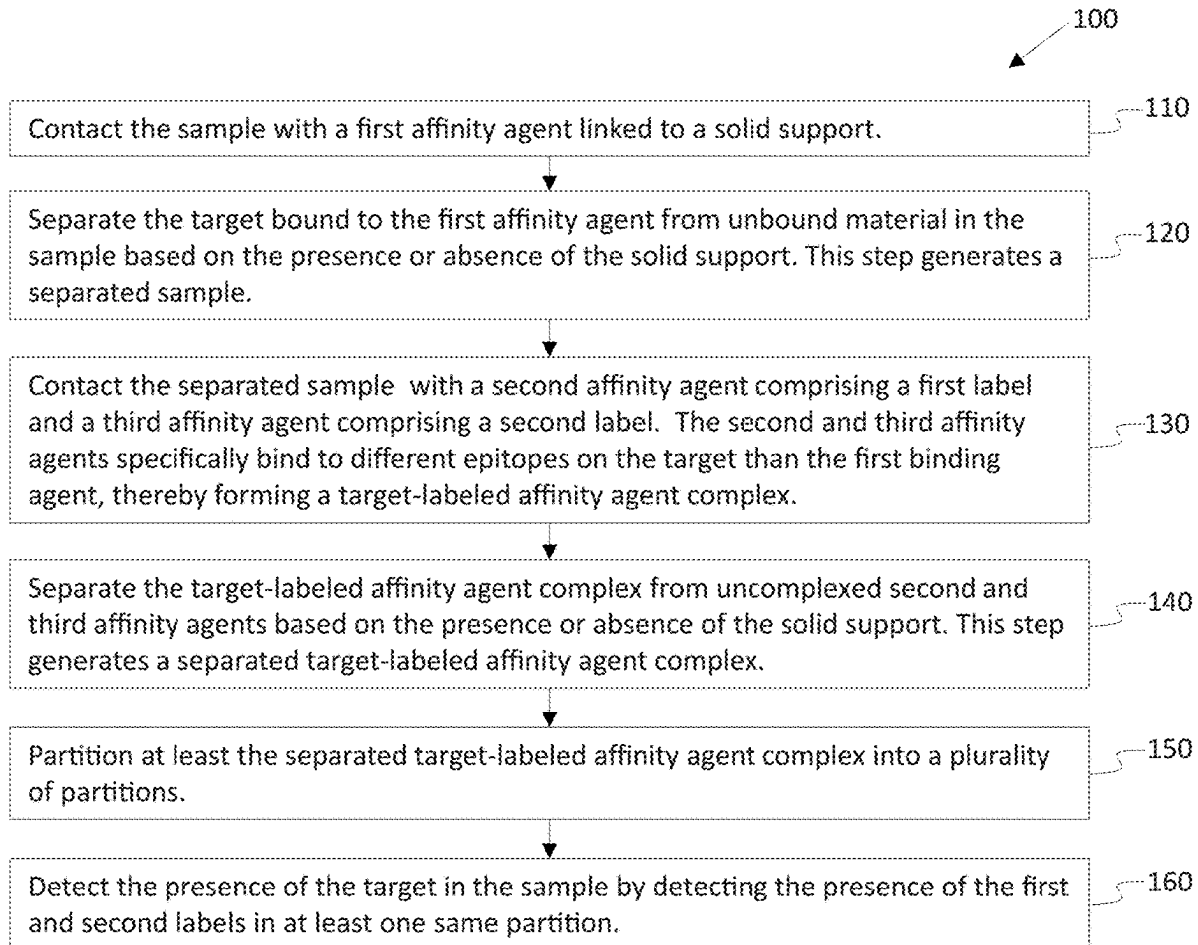 100
Contact the sample with a first affinity agent linked to a solid support.
110
Separate the target bound to the first affinity agent from unbound material in the
sample based on the presence or absence of the solid support. This step generates a
separated sample.
120
Contact the separated sample with a second affinity agent comprising a first label
and a third affinity agent comprising a second label. The second and third affinity
agents specifically bind to different epitopes on the target than the first binding
agent, thereby forming a target-labeled affinity agent complex.
130
Separate the target-labeled affinity agent complex from uncomplexed second and
third affinity agents based on the presence or absence of the solid support. This step
generates a separated target-labeled affinity agent complex.
140
Partition at least the separated target-labeled affinity agent complex into a plurality
of partitions.
150
Detect the presence of the target in the sample by detecting the presence of the first
and second labels in at least one same partition.
160